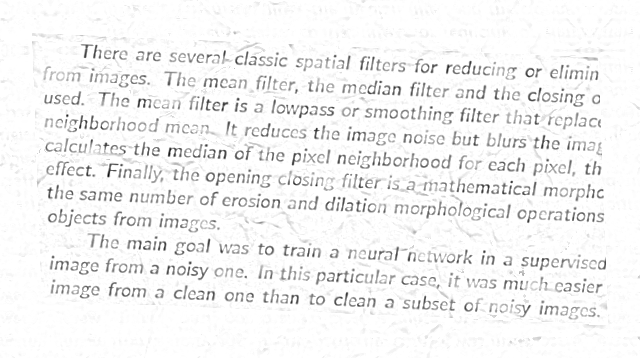 There are several classic spatial filters for reducing or elimin
from images. The mean filter, the median filter and the closing o
used. The mean filter is a lowpass or smoothing filter that replace
neighborhood mean. It reduces the image noise but blurs the imag
calculates the median of the pixel neighborhood for each pixel, th
effect. Finally, the opening closing filter is a mathematical morpho
the same number of erosion and dilation morphological operations
objects from images.
The main goal was to train a neural network in a supervised
image from a noisy one. In this particular case, it was much easier
image from a clean one than to clean a subset of noisy images.